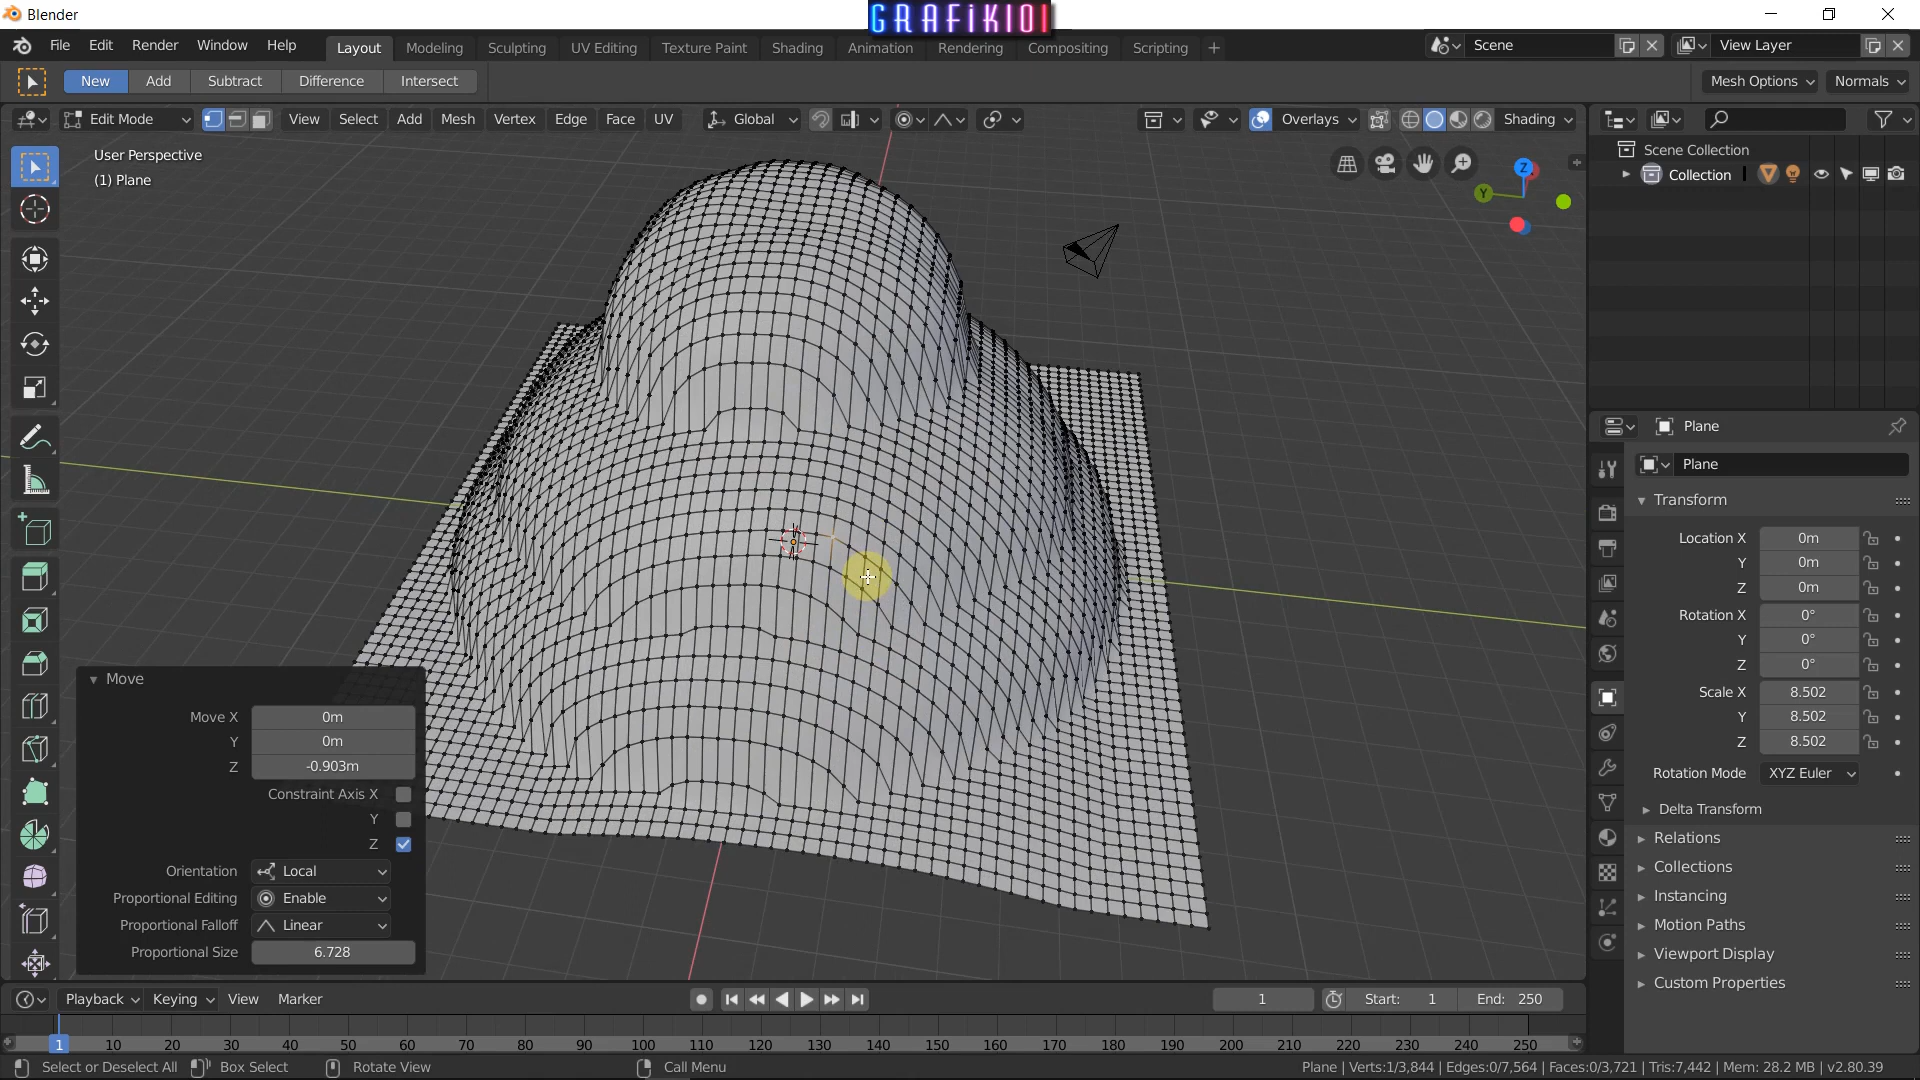 Blender
GRAFiK101
File Edit Render Window Help Layout Modeling Sculpting UV Editing Texture Paint Shading Animation Rendering Compositing Scripting + Scene View Layer
New Add Subtract Difference Intersect Mesh Options Normals
Edit Mode View Select Add Mesh Vertex Edge Face UV Global Overlays Shading
User Perspective
(1) Plane
Z
Y
Scene Collection
Collection
Plane
Plane
Transform
Location X 0m
Y 0m
Z 0m
Rotation X 0°
Y 0°
Z 0°
Scale X 8.502
Y 8.502
Z 8.502
Rotation Mode XYZ Euler
Delta Transform
Relations
Collections
Instancing
Motion Paths
Viewport Display
Custom Properties
Move
Move X 0m
Y 0m
Z -0.903m
Constraint Axis X
Y
Z
Orientation Local
Proportional Editing Enable
Proportional Falloff Linear
Proportional Size 6.728
Playback Keying View Marker 1 Start: 1 End: 250
1 10 20 30 40 50 60 70 80 90 100 110 120 130 140 150 160 170 180 190 200 210 220 230 240 250
Select or Deselect All Box Select Rotate View Call Menu Plane | Verts:1/3,844 | Edges:0/7,564 | Faces:0/3,721 | Tris:7,442 | Mem: 28.2 MB | v2.80.39